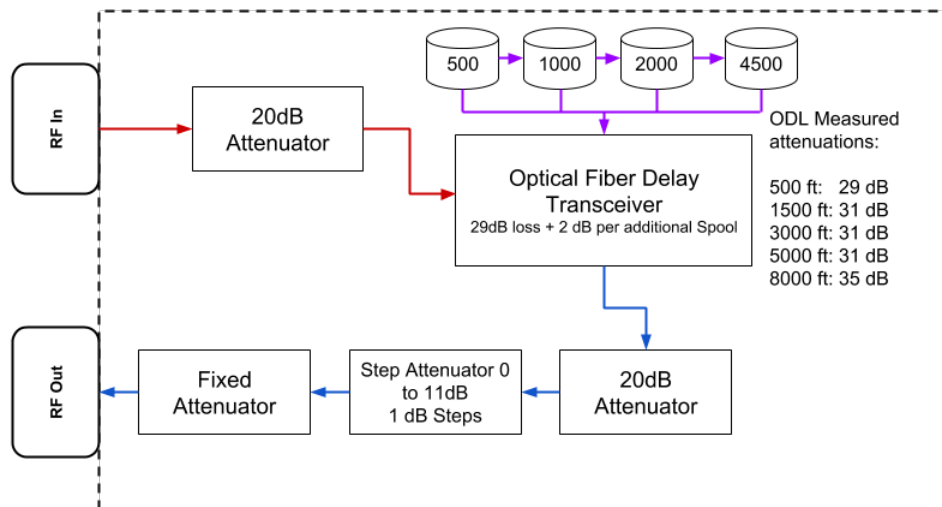 500
1000
2000
4500
RF In
20dB
Attenuator
ODL Measured
attenuations:
Optical Fiber Delay
Transceiver
29dB loss + 2 dB per additional Spool
500 ft: 29 dB
1500 ft: 31 dB
3000 ft: 31 dB
5000 ft: 31 dB
8000 ft: 35 dB
RF Out
Fixed
Attenuator
Step Attenuator 0
to 11dB
1 dB Steps
20dB
Attenuator